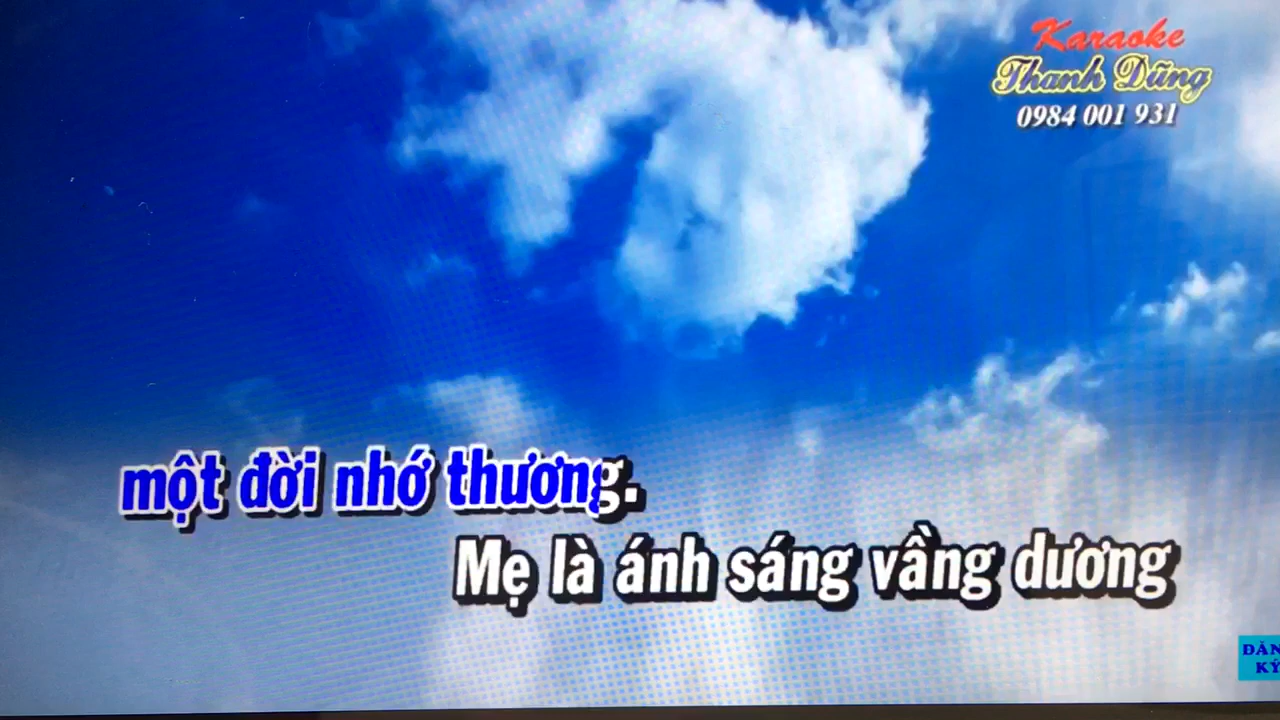 Karaoke
Thanh Dũng
0984 001 931
một đời nhớ thương.
Mẹ là ánh sáng vầng dương